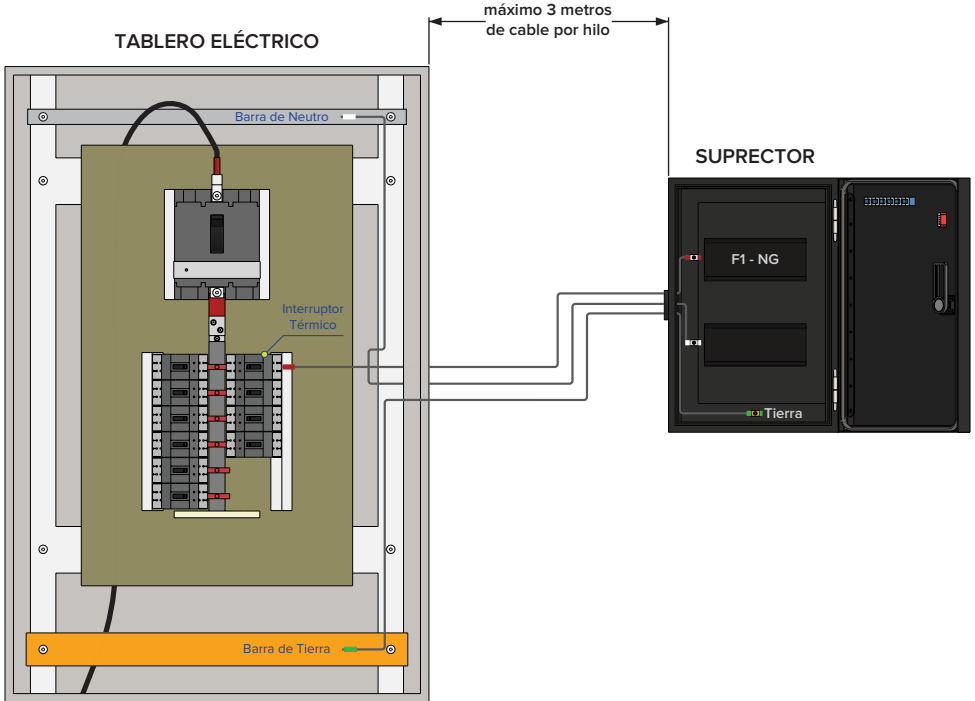 máximo 3 metros
de cable por hilo
TABLERO ELÉCTRICO
Barra de Neutro
SUPRECTOR
F1 - NG
Interruptor
Térmico
Tierra
Barra de Tierra